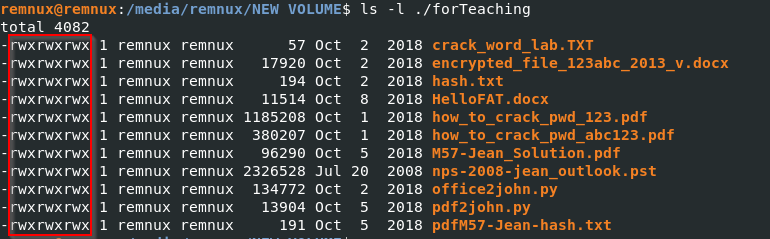 remnux@remnux:/media/remnux/NEW VOLUME$ ls -l ./forTeaching
total 4082
-rwxrwxrwx 1 remnux remnux      57 Oct  2  2018 crack_word_lab.TXT
-rwxrwxrwx 1 remnux remnux   17920 Oct  2  2018 encrypted_file_123abc_2013_v.docx
-rwxrwxrwx 1 remnux remnux     194 Oct  2  2018 hash.txt
-rwxrwxrwx 1 remnux remnux   11514 Oct  8  2018 HelloFAT.docx
-rwxrwxrwx 1 remnux remnux 1185208 Oct  1  2018 how_to_crack_pwd_123.pdf
-rwxrwxrwx 1 remnux remnux  380207 Oct  1  2018 how_to_crack_pwd_abc123.pdf
-rwxrwxrwx 1 remnux remnux   96290 Oct  5  2018 M57-Jean_Solution.pdf
-rwxrwxrwx 1 remnux remnux 2326528 Jul 20  2008 nps-2008-jean_outlook.pst
-rwxrwxrwx 1 remnux remnux  134772 Oct  2  2018 office2john.py
-rwxrwxrwx 1 remnux remnux   13904 Oct  5  2018 pdf2john.py
-rwxrwxrwx 1 remnux remnux     191 Oct  5  2018 pdfM57-Jean-hash.txt